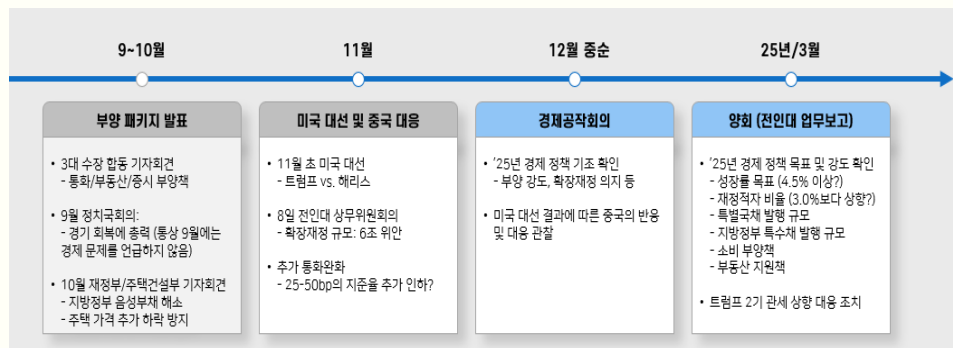 9~10월
11월
12월 중순
25년/3월
부양 패키지 발표
• 3대 수장 합동 기자회견
- 통화/부동산/증시 부양책
• 9월 정치국회의:
- 경기 회복에 총력 (통상 9월에는
경제 문제를 언급하지 않음)
• 10월 재정부/주택건설부 기자회견
- 지방정부 음성부채 해소
- 주택 가격 추가 하락 방지
미국 대선 및 중국 대응
• 11월 초 미국 대선
- 트럼프 vs. 해리스
• 8일 전인대 상무위원회의
- 확장재정 규모: 6조 위안
• 추가 통화완화
- 25-50bp의 지준율 추가 인하?
경제공작회의
• '25년 경제 정책 기조 확인
- 부양 강도, 확장재정 의지 등
• 미국 대선 결과에 따른 중국의 반응
및 대응 관찰
양회 (전인대 업무보고)
• '25년 경제 정책 목표 및 강도 확인
- 성장률 목표 (4.5% 이상?)
- 재정적자 비율 (3.0%보다 상향?)
- 특별국채 발행 규모
- 지방정부 특수채 발행 규모
- 소비 부양책
- 부동산 지원책
• 트럼프 2기 관세 상향 대응 조치